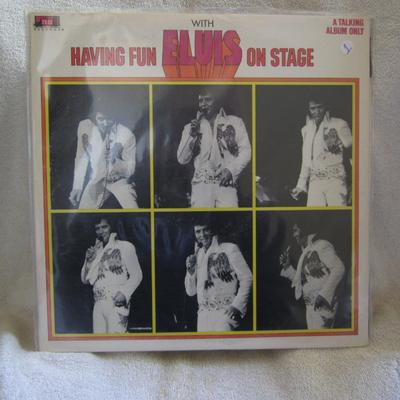 WITH
HAVING FUN ELVIS ON STAGE
A TALKING
ALBUM ONLY